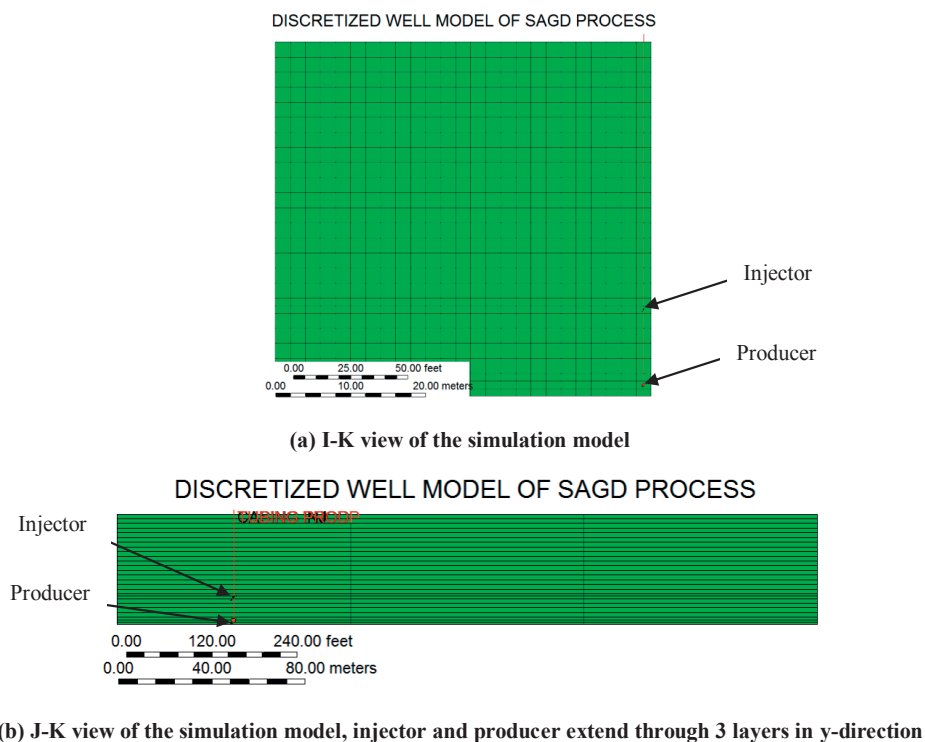 DISCRETIZED WELL MODEL OF SAGD PROCESS
Injector
Producer
0.00 25.00 50.00 feet
0.00 10.00 20.00 meters
(a) I-K view of the simulation model
DISCRETIZED WELL MODEL OF SAGD PROCESS
Injector
Producer
0.00 120.00 240.00 feet
0.00 40.00 80.00 meters
(b) J-K view of the simulation model, injector and producer extend through 3 layers in y-direction